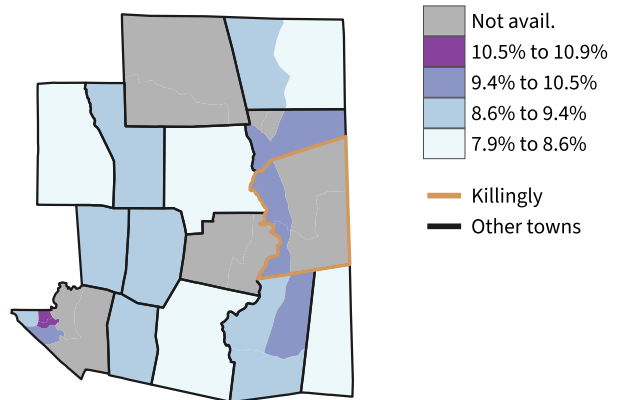 Not avail.
10.5% to 10.9%
9.4% to 10.5%
8.6% to 9.4%
7.9% to 8.6%
Killingly
Other towns